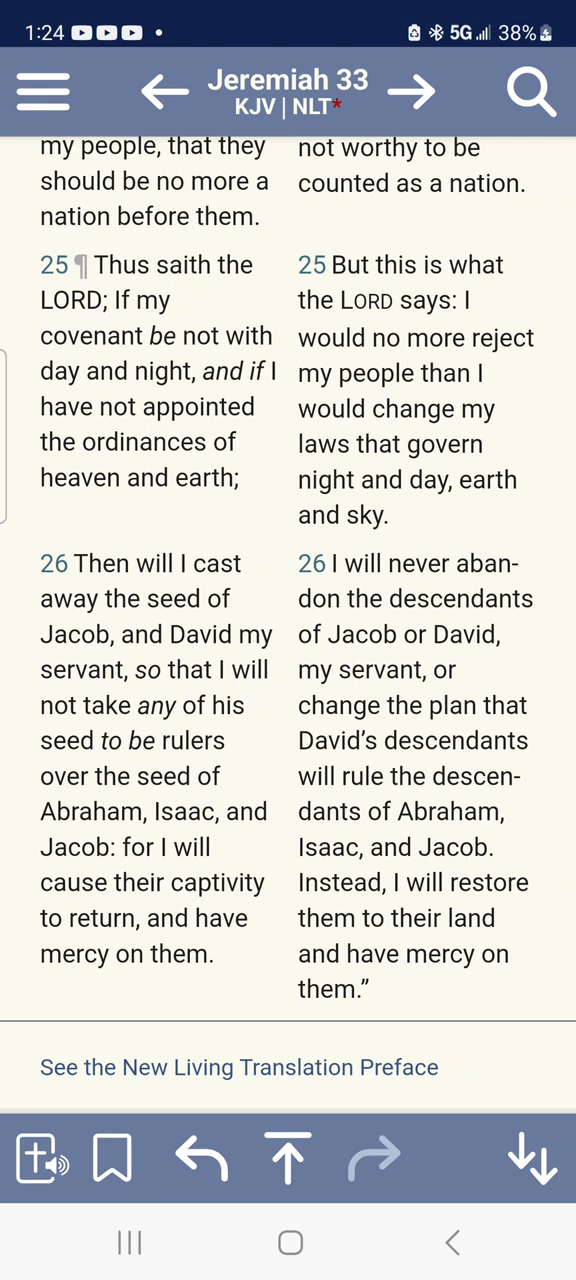 1:24
5G 38%
Jeremiah 33
KJV | NLT*
my people, that they
should be no more a
nation before them.
25 ¶ Thus saith the
LORD; If my
covenant be not with
day and night, and if I
have not appointed
the ordinances of
heaven and earth;
26 Then will I cast
away the seed of
Jacob, and David my
servant, so that I will
not take any of his
seed to be rulers
over the seed of
Abraham, Isaac, and
Jacob: for I will
cause their captivity
to return, and have
mercy on them.
not worthy to be
counted as a nation.
25 But this is what
the LORD says: I
would no more reject
my people than I
would change my
laws that govern
night and day, earth
and sky.
26 I will never aban-
don the descendants
of Jacob or David,
my servant, or
change the plan that
David’s descendants
will rule the descen-
dants of Abraham,
Isaac, and Jacob.
Instead, I will restore
them to their land
and have mercy on
them.”
See the New Living Translation Preface